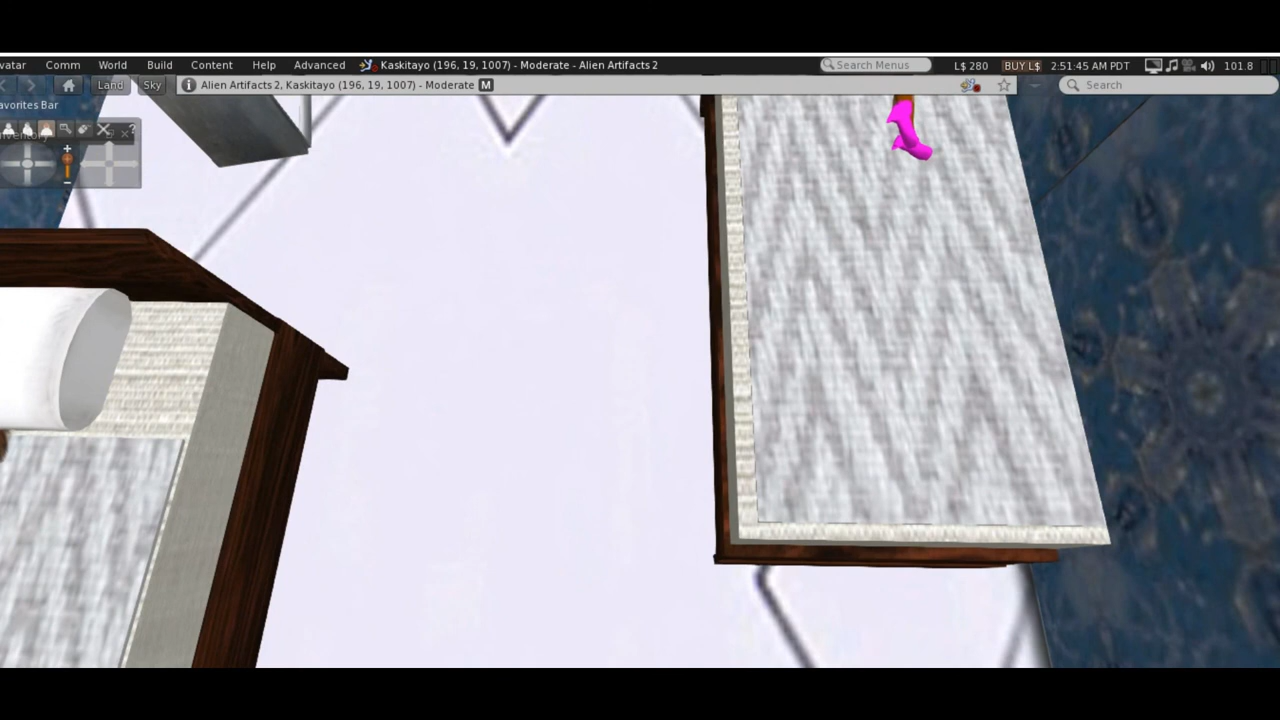 vatar Comm World Build Content Help Advanced Kaskitayo (196, 19, 1007) - Moderate - Alien Artifacts 2 Search Menus L$ 280 BUY L$ 2:51:45 AM PDT 101.8
Land Sky Alien Artifacts 2, Kaskitayo (196, 19, 1007) - Moderate M Search
avorites Bar